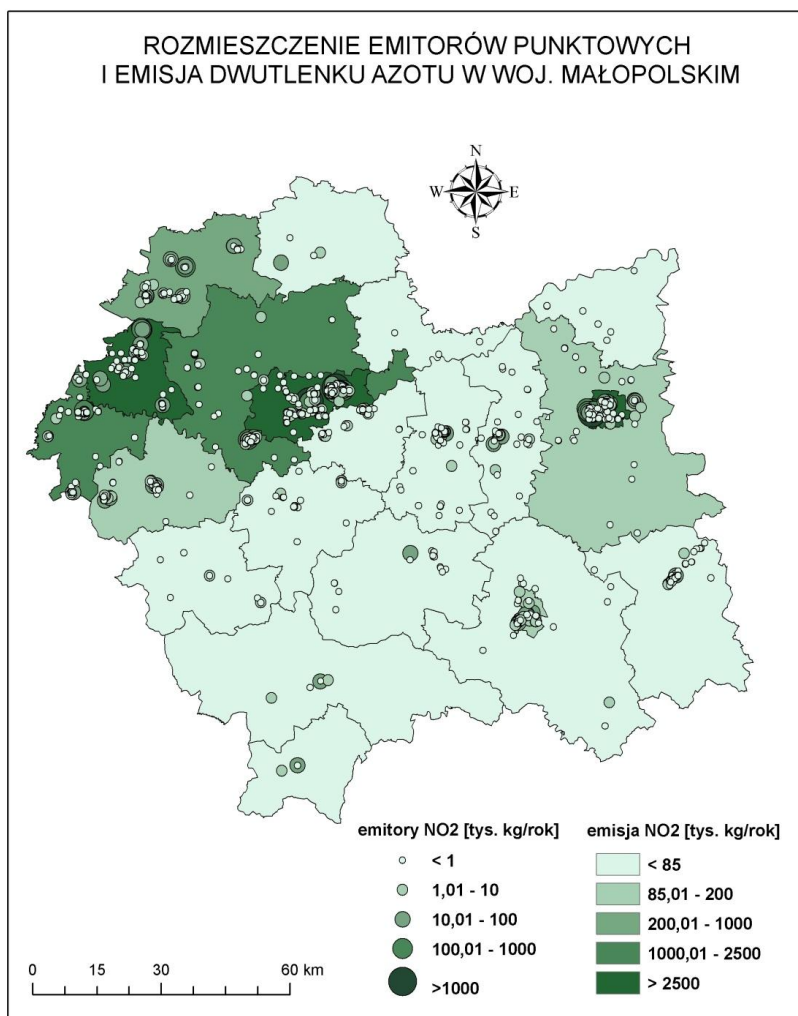 ROZMIESZCZENIE EMITORÓW PUNKTOWYCH
I EMISJA DWUTLENKU AZOTU W WOJ. MAŁOPOLSKIM
N
W
E
S
emitory NO2 [tys. kg/rok]
< 1
1,01 - 10
10,01 - 100
100,01 - 1000
>1000
emisja NO2 [tys. kg/rok]
< 85
85,01 - 200
200,01 - 1000
1000,01 - 2500
> 2500
0 15 30 60 km